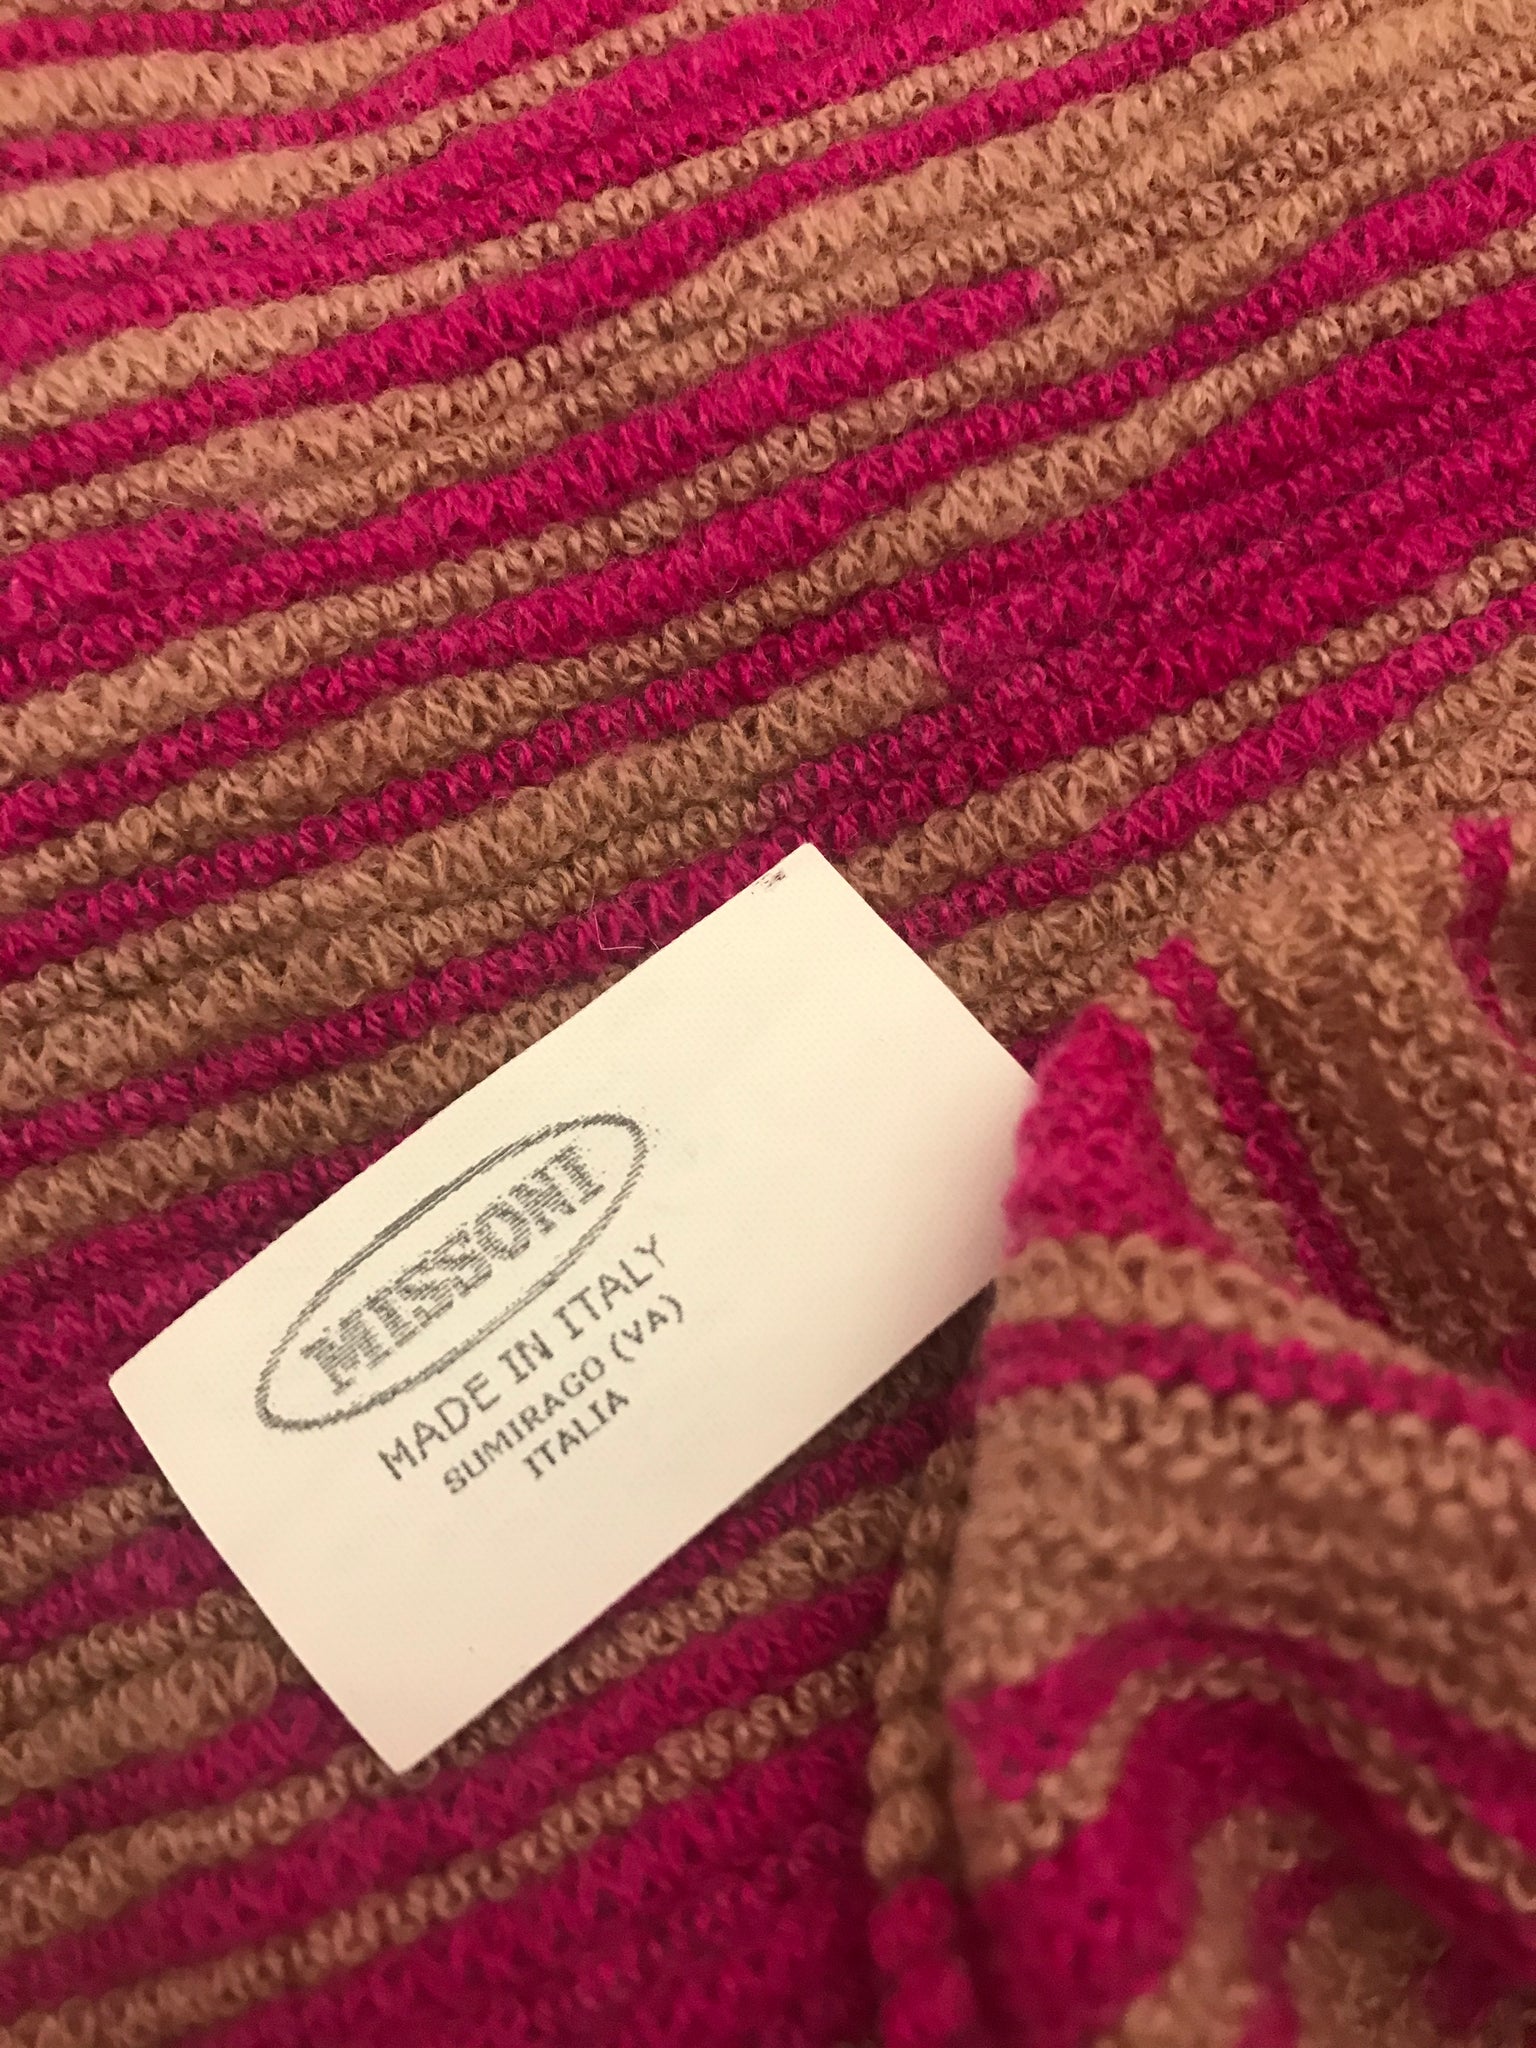 MISSONI
MADE IN ITALY
SUMIRAGO (VA)
ITALIA